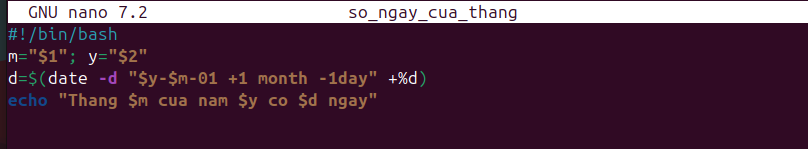 GNU nano 7.2 so_ngay_cua_thang
#!/bin/bash
m="$1"; y="$2"
d=$(date -d "$y-$m-01 +1 month -1day" +%d)
echo "Thang $m cua nam $y co $d ngay"